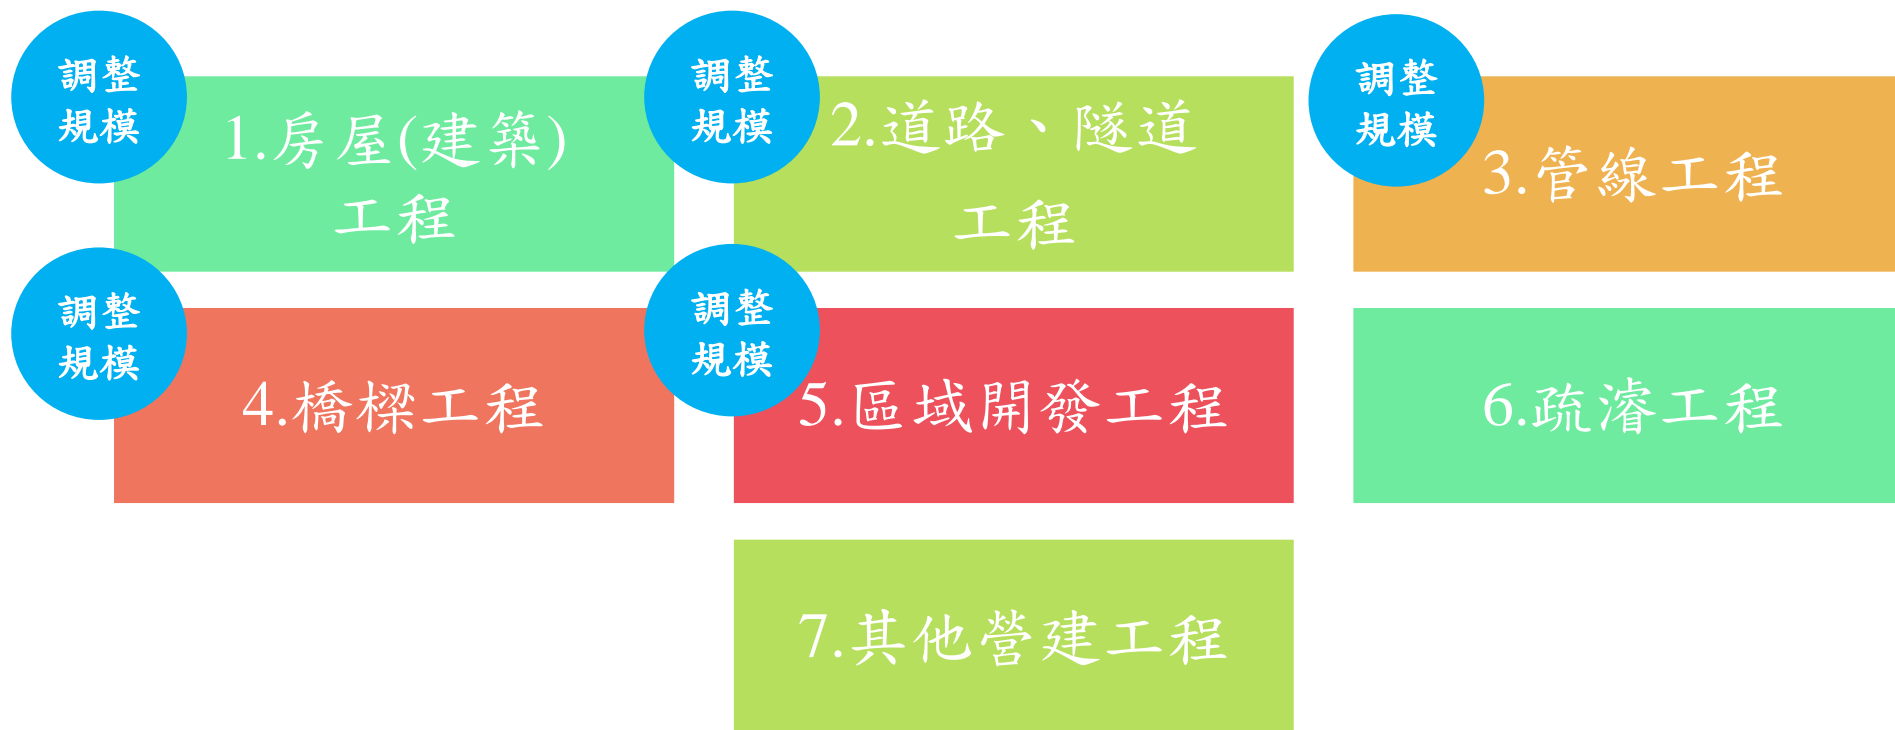 調整
規模
1.房屋(建築)
工程
調整
規模
2.道路、隧道
工程
調整
規模
3.管線工程
調整
規模
4.橋樑工程
調整
規模
5.區域開發工程
6.疏濬工程
7.其他營建工程